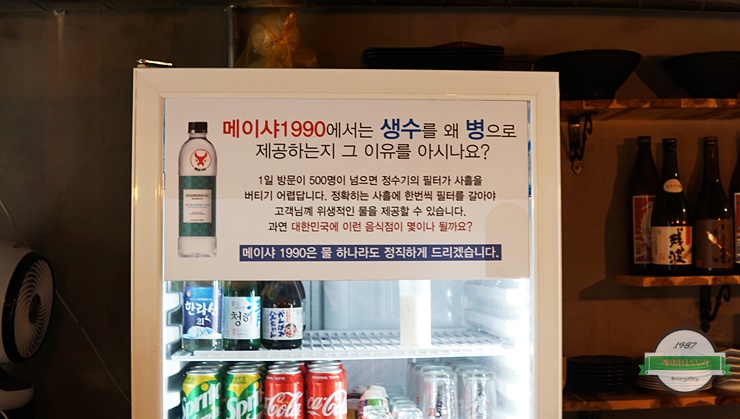 메이샤1990에서는 생수를 왜 병으로
제공하는지 그 이유를 아시나요?
1일 방문이 500명이 넘으면 정수기의 필터가 사흘을
버티기 어렵답니다. 정확히는 사흘에 한번씩 필터를 갈아야
고객님께 위생적인 물을 제공할 수 있습니다.
과연 대한민국에 이런 음식점이 몇이나 될까요?
메이샤 1990은 물 하나라도 정직하게 드리겠습니다.
한라산
21
청하
Sprite
Sprite
Coca-Cola
Coca-Cola
1987